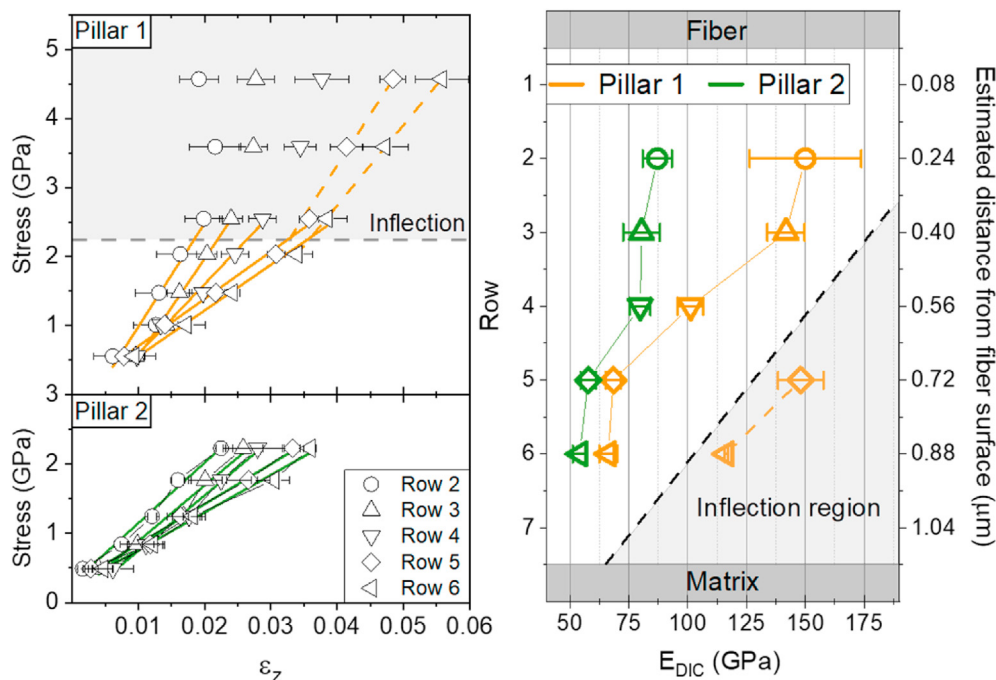 Pillar 1
5
4
3
2
1
3
Stress (GPa)
Inflection
Pillar 2
2
1
0
Stress (GPa)
Row 2
Row 3
Row 4
Row 5
Row 6
0.01 0.02 0.03 0.04 0.05 0.06
εz
Fiber
Pillar 1 Pillar 2
1 0.08
2 0.24
3 0.40
4 0.56
5 0.72
6 0.88
7 1.04
Row
Estimated distance from fiber surface (μm)
Inflection region
Matrix
50 75 100 125 150 175
EDIC (GPa)